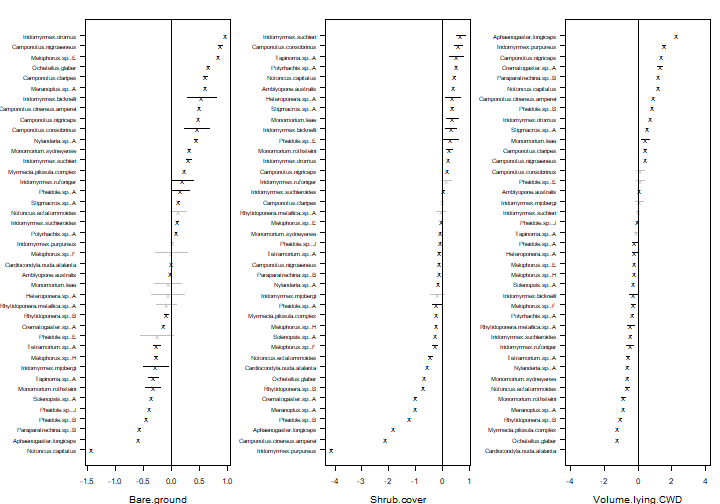 Iridomyrmex.dromus
Camponotus.nigroaeneus
Melophorus.sp..E
Ochetellus.glaber
Camponotus.claripes
Meranoplus.sp..A
Iridomyrmex.bicknelli
Camponotus.cinereus.amperei
Camponotus.nigriceps
Camponotus.consobrinus
Nylanderia.sp..A
Monomorium.sydneyense
Iridomyrmex.suchieri
Myrmecia.pilosula.complex
Iridomyrmex.rufoniger
Pheidole.sp..A
Stigmacros.sp..A
Notoncus.ectatommoides
Iridomyrmex.suchieroides
Polyrhachis.sp..A
Iridomyrmex.purpureus
Melophorus.sp..F
Cardiocondyla.nuda.atalanta
Amblyopone.australis
Monomorium.leae
Heteroponera.sp..A
Rhytidoponera.metallica.sp..A
Rhytidoponera.sp..B
Crematogaster.sp..A
Pheidole.sp..E
Tetramorium.sp..A
Melophorus.sp..H
Iridomyrmex.mjobergi
Tapinoma.sp..A
Monomorium.rothsteini
Solenopsis.sp..A
Pheidole.sp..J
Pheidole.sp..B
Paraparatrechina.sp..B
Aphaenogaster.longiceps
Notoncus.capitatus
-1.5 -1.0 -0.5 0.0 0.5 1.0
Bare.ground
Iridomyrmex.suchieri
Camponotus.consobrinus
Tapinoma.sp..A
Polyrhachis.sp..A
Notoncus.capitatus
Amblyopone.australis
Heteroponera.sp..A
Stigmacros.sp..A
Monomorium.leae
Iridomyrmex.bicknelli
Pheidole.sp..E
Monomorium.rothsteini
Iridomyrmex.dromus
Camponotus.nigriceps
Iridomyrmex.rufoniger
Iridomyrmex.suchieroides
Camponotus.claripes
Rhytidoponera.metallica.sp..A
Melophorus.sp..E
Monomorium.sydneyense
Pheidole.sp..J
Tetramorium.sp..A
Camponotus.nigroaeneus
Paraparatrechina.sp..B
Nylanderia.sp..A
Iridomyrmex.mjobergi
Pheidole.sp..A
Myrmecia.pilosula.complex
Melophorus.sp..H
Solenopsis.sp..A
Melophorus.sp..F
Notoncus.ectatommoides
Cardiocondyla.nuda.atalanta
Ochetellus.glaber
Rhytidoponera.sp..B
Crematogaster.sp..A
Meranoplus.sp..A
Pheidole.sp..B
Aphaenogaster.longiceps
Camponotus.cinereus.amperei
Iridomyrmex.purpureus
-4 -3 -2 -1 0 1
Shrub.cover
Aphaenogaster.longiceps
Iridomyrmex.purpureus
Camponotus.nigriceps
Crematogaster.sp..A
Paraparatrechina.sp..B
Notoncus.capitatus
Camponotus.cinereus.amperei
Pheidole.sp..B
Iridomyrmex.dromus
Stigmacros.sp..A
Monomorium.leae
Camponotus.claripes
Camponotus.nigroaeneus
Camponotus.consobrinus
Pheidole.sp..E
Amblyopone.australis
Iridomyrmex.mjobergi
Iridomyrmex.suchieri
Pheidole.sp..J
Tapinoma.sp..A
Pheidole.sp..A
Heteroponera.sp..A
Melophorus.sp..E
Melophorus.sp..H
Solenopsis.sp..A
Iridomyrmex.bicknelli
Melophorus.sp..F
Polyrhachis.sp..A
Rhytidoponera.metallica.sp..A
Iridomyrmex.suchieroides
Iridomyrmex.rufoniger
Tetramorium.sp..A
Nylanderia.sp..A
Monomorium.sydneyense
Notoncus.ectatommoides
Monomorium.rothsteini
Meranoplus.sp..A
Rhytidoponera.sp..B
Myrmecia.pilosula.complex
Ochetellus.glaber
Cardiocondyla.nuda.atalanta
-4 -2 0 2 4
Volume.lying.CWD